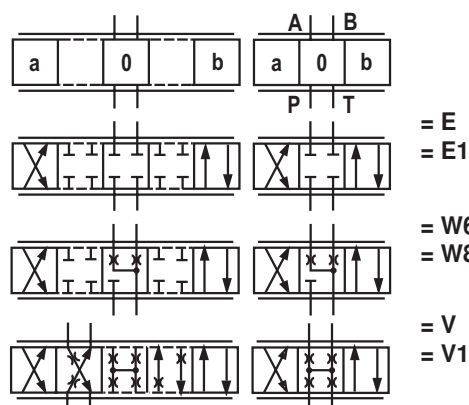 A B
a 0 b a 0 b
P T
= E
= E1
= W6
= W8
= V
= V1